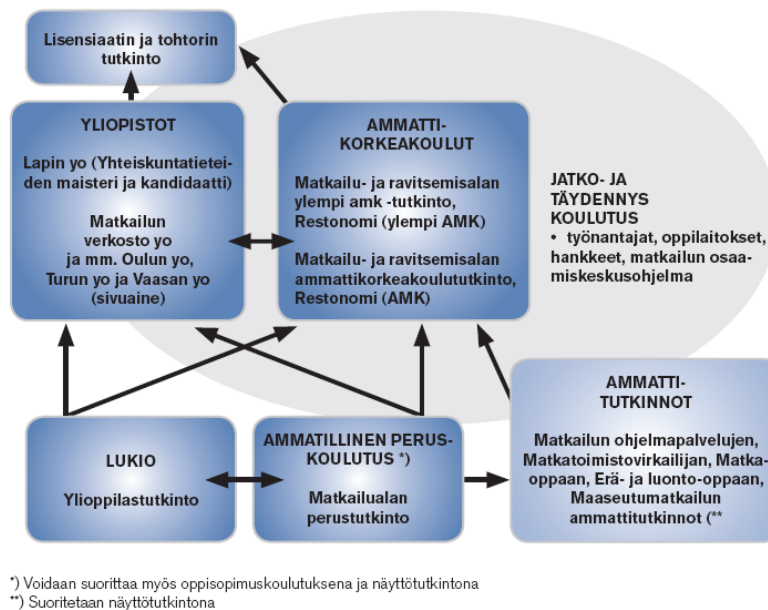 Lisensiaatin ja tohtorin
tutkinto
YLIOPISTOT
Lapin yo (Yhteiskuntatietei-
den maisteri ja kandidaatti)
Matkailun
verkosto yo
ja mm. Oulun yo,
Turun yo ja Vaasan yo
(sivuaine)
AMMATTI-
KORKEAKOULUT
Matkailu- ja ravitsemisalan
ylempi amk -tutkinto,
Restonomi (ylempi AMK)
Matkailu- ja ravitsemisalan
ammattikorkeakoulututkinto,
Restonomi (AMK)
JATKO- JA
TÄYDENNYS
KOULUTUS
• työnantajat, oppilaitokset,
hankkeet, matkailun osaa-
miskeskusohjelma
LUKIO
Ylioppilastutkinto
AMMATILLINEN PERUS-
KOULUTUS *)
Matkailualan
perustutkinto
AMMATTI-
TUTKINNOT
Matkailun ohjelmapalvelujen,
Matkatoimistovirkailijan, Matka-
oppaan, Erä- ja luonto-oppaan,
Maaseutumatkailun
ammattitutkinnot (**
*) Voidaan suorittaa myös oppisopimuskoulutuksena ja näyttötutkintona
**) Suoritetaan näyttötutkintona